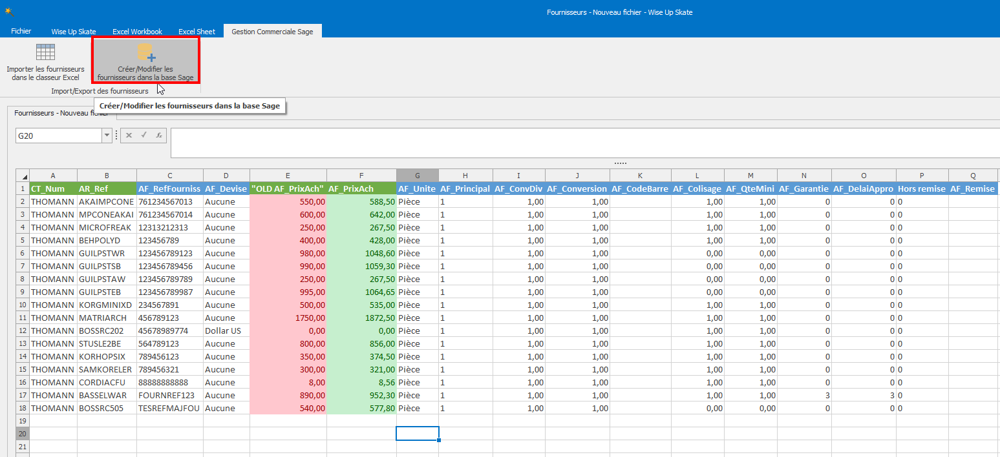 Fournisseurs - Nouveau fichier - Wise Up Skate
Fichier Wise Up Skate Excel Workbook Excel Sheet Gestion Commerciale Sage
Importer les fournisseurs
dans le classeur Excel
Créer/Modifier les
fournisseurs dans la base Sage
Import/Export des fournisseurs
Créer/Modifier les fournisseurs dans la base Sage
Fournisseurs - Nouveau fichier
G20
A B C D E F G H I J K L M N O P Q
1 CT_Num AR_Ref AF_RefFourniss AF_Devise "OLD AF_PrixAch" AF_PrixAch AF_Unite AF_Principal AF_ConvDiv AF_Conversion AF_CodeBarre AF_Colisage AF_QteMini AF_Garantie AF_DelaiAppro Hors remise AF_Remise
2 THOMANN AKAIMPCONE 761234567013 Aucune 550,00 588,50 Pièce 1 1,00 1,00 1,00 1,00 0 0 0
3 THOMANN MPCONEAKAI 761234567014 Aucune 600,00 642,00 Pièce 1 1,00 1,00 1,00 1,00 0 0 0
4 THOMANN MICROFREAK 12313212313 Aucune 250,00 267,50 Pièce 1 1,00 1,00 1,00 1,00 0 0 0
5 THOMANN BEHPOLYD 123456789 Aucune 400,00 428,00 Pièce 1 1,00 1,00 1,00 1,00 0 0 0
6 THOMANN GUILPSTWR 123456789123 Aucune 980,00 1048,60 Pièce 1 1,00 1,00 0,00 0,00 0 0 0
7 THOMANN GUILPSTSB 123456789456 Aucune 990,00 1059,30 Pièce 1 1,00 1,00 0,00 0,00 0 0 0
8 THOMANN GUILPSTAW 123456789789 Aucune 250,00 267,50 Pièce 1 1,00 1,00 0,00 0,00 0 0 0
9 THOMANN GUILPSTEB 123456789987 Aucune 995,00 1064,65 Pièce 1 1,00 1,00 0,00 0,00 0 0 0
10 THOMANN KORGMINIXD 234567891 Aucune 500,00 535,00 Pièce 1 1,00 1,00 1,00 1,00 0 0 0
11 THOMANN MATRIARCH 456789123 Aucune 1750,00 1872,50 Pièce 1 1,00 1,00 1,00 1,00 0 0 0
12 THOMANN BOSSRC202 45678989774 Dollar US 0,00 0,00 Pièce 1 1,00 1,00 1,00 1,00 0 0 0
13 THOMANN STUSLE2BE 564789123 Aucune 800,00 856,00 Pièce 1 1,00 1,00 1,00 1,00 0 0 0
14 THOMANN KORHOPSIX 789456123 Aucune 350,00 374,50 Pièce 1 1,00 1,00 1,00 1,00 0 0 0
15 THOMANN SAMKORELER 789456321 Aucune 300,00 321,00 Pièce 1 1,00 1,00 1,00 1,00 0 0 0
16 THOMANN CORDIACFU 88888888888 Aucune 8,00 8,56 Pièce 1 1,00 1,00 1,00 1,00 0 0 0
17 THOMANN BASSELWAR FOURNREF123 Aucune 890,00 952,30 Pièce 1 1,00 1,00 1,00 1,00 3 3 0
18 THOMANN BOSSRC505 TESREFMAJFOU Aucune 540,00 577,80 Pièce 1 1,00 1,00 0,00 0,00 0 0 0
19
20
21